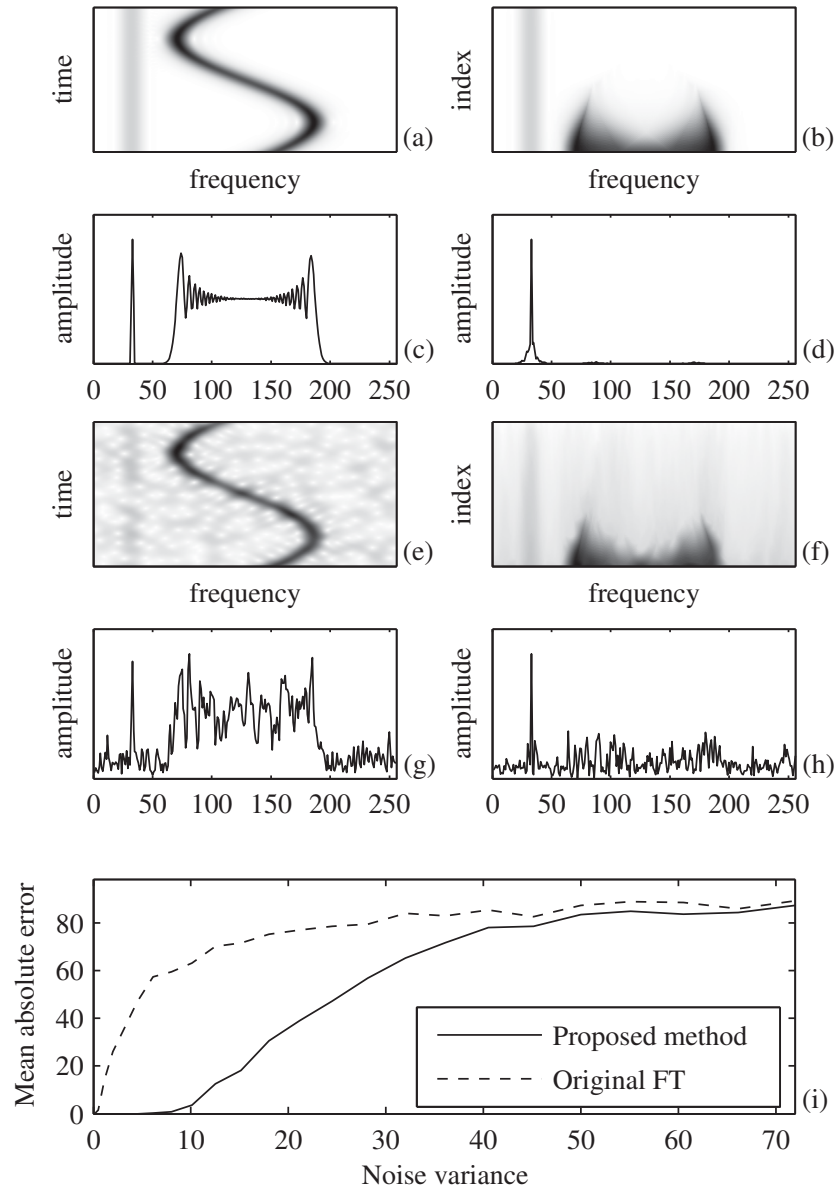 time
(a)
frequency
index
(b)
frequency
amplitude
(c)
0 50 100 150 200 250
amplitude
(d)
0 50 100 150 200 250
time
(e)
frequency
index
(f)
frequency
amplitude
(g)
0 50 100 150 200 250
amplitude
(h)
0 50 100 150 200 250
Mean absolute error
80
60
40
20
0
Proposed method
Original FT
(i)
0 10 20 30 40 50 60 70
Noise variance